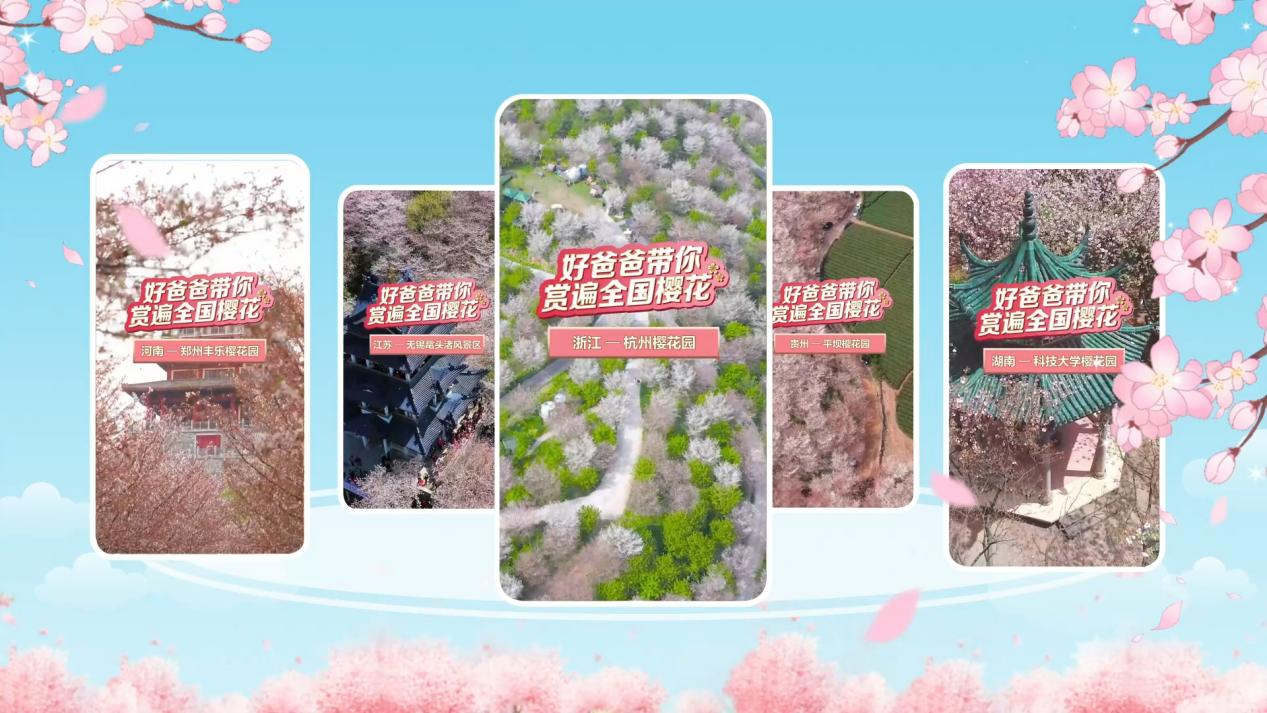 好爸爸带你
赏遍全国樱花
河南 — 郑州丰乐樱花园
好爸爸带你
赏遍全国樱花
江苏 — 无锡鼋头渚风景区
好爸爸带你
赏遍全国樱花
浙江 — 杭州樱花园
好爸爸带你
赏遍全国樱花
贵州 — 平坝樱花园
好爸爸带你
赏遍全国樱花
湖南 — 科技大学樱花园